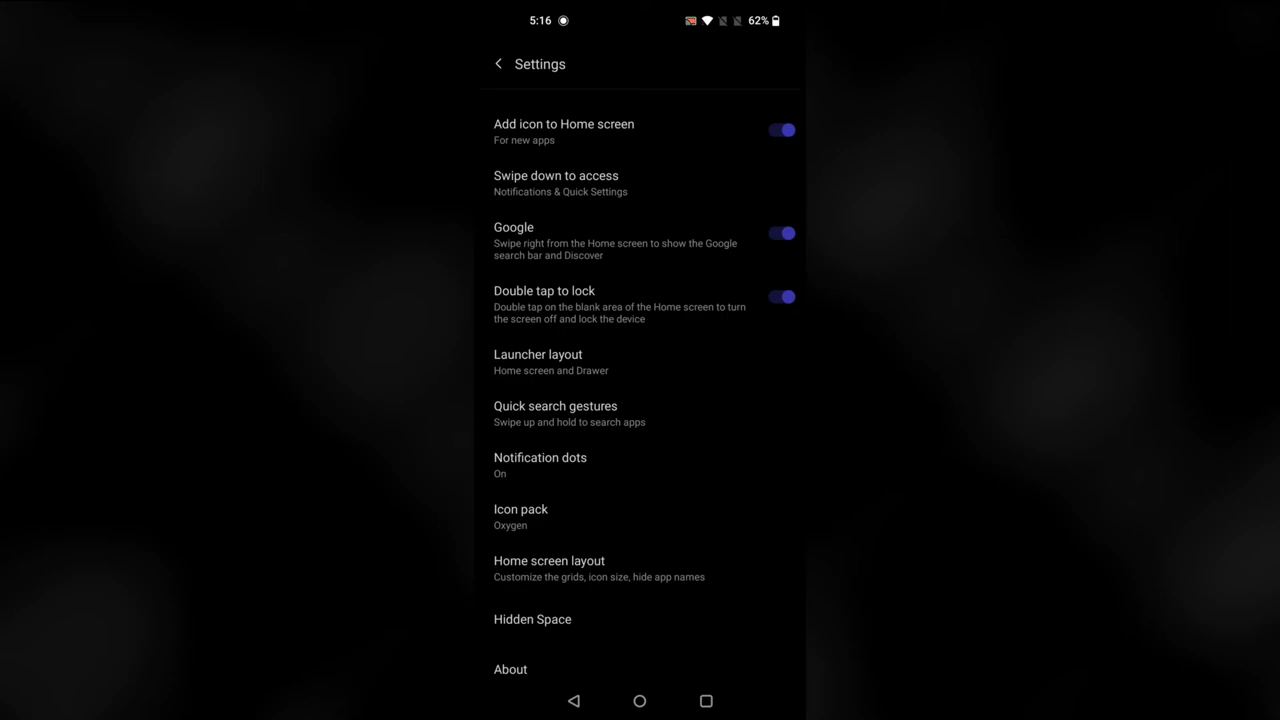 5:16
62%
Settings
Add icon to Home screen
For new apps
Swipe down to access
Notifications & Quick Settings
Google
Swipe right from the Home screen to show the Google
search bar and Discover
Double tap to lock
Double tap on the blank area of the Home screen to turn
the screen off and lock the device
Launcher layout
Home screen and Drawer
Quick search gestures
Swipe up and hold to search apps
Notification dots
On
Icon pack
Oxygen
Home screen layout
Customize the grids, icon size, hide app names
Hidden Space
About